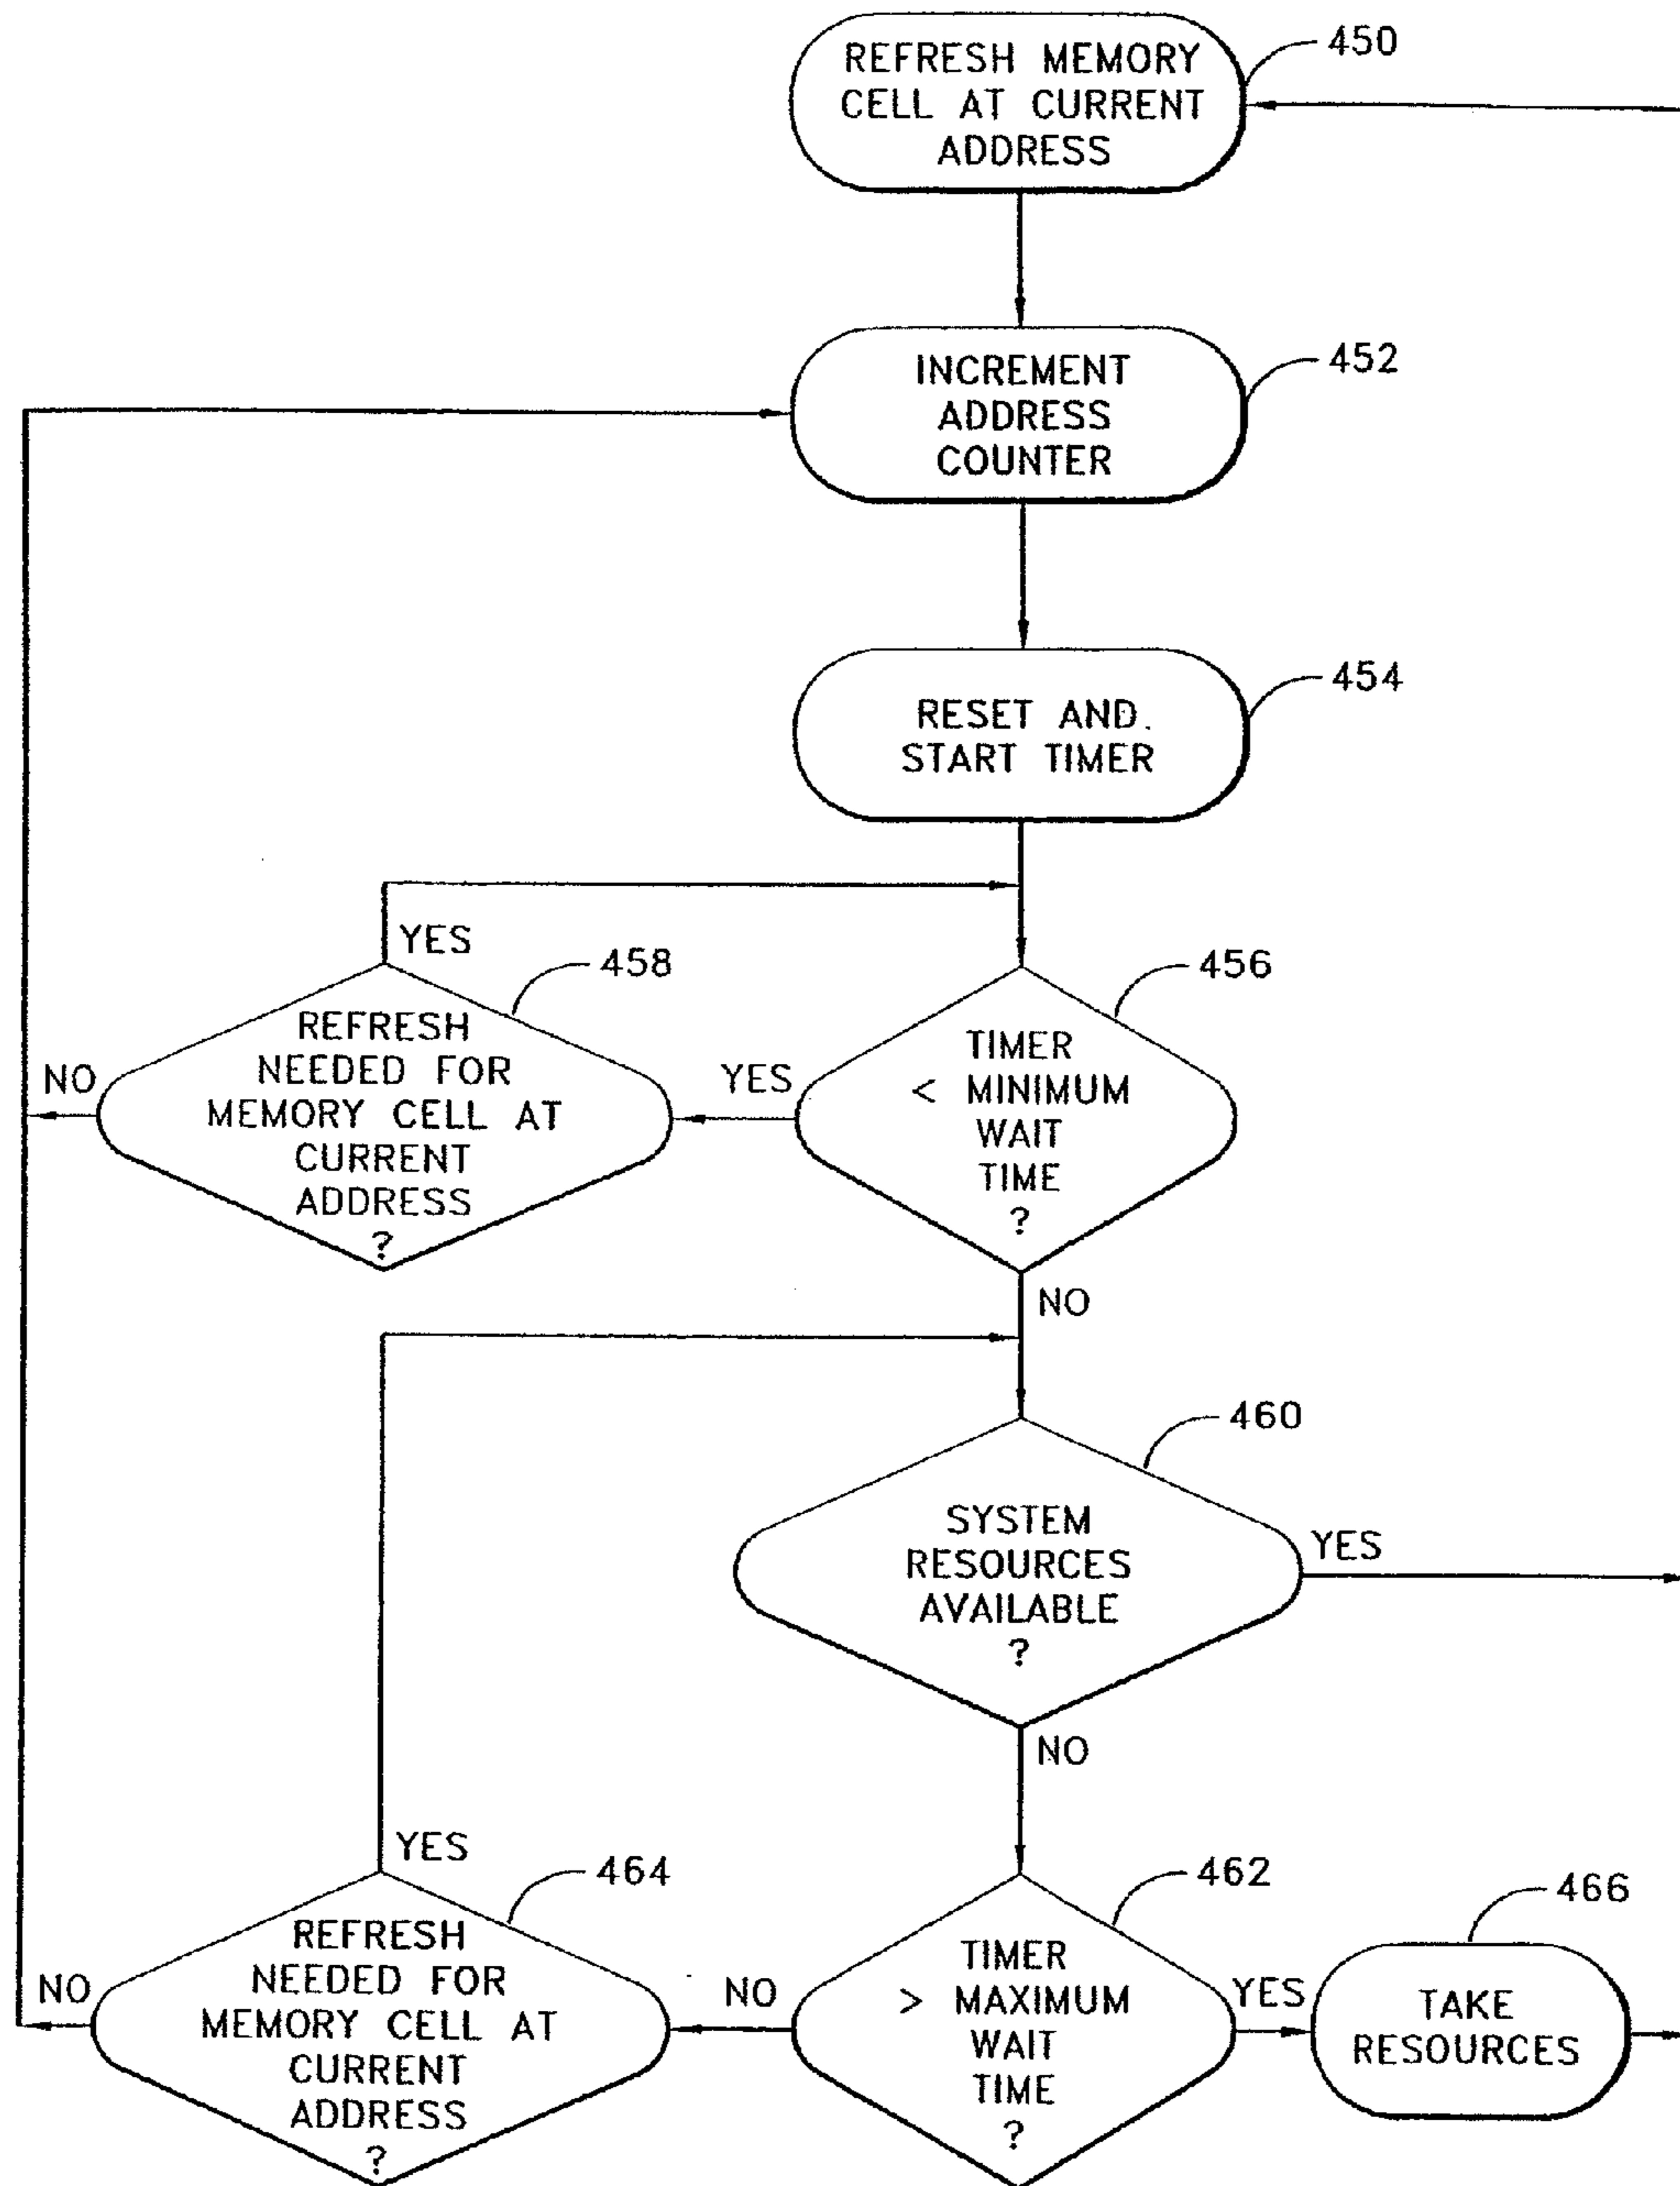 REFRESH MEMORY
CELL AT CURRENT
ADDRESS
450
INCREMENT
ADDRESS
COUNTER
452
RESET AND.
START TIMER
454
YES
458
REFRESH
NEEDED FOR
MEMORY CELL AT
CURRENT
ADDRESS
?
NO
YES
456
TIMER
< MINIMUM
WAIT
TIME
?
NO
460
SYSTEM
RESOURCES
AVAILABLE
?
YES
NO
YES
464
REFRESH
NEEDED FOR
MEMORY CELL AT
CURRENT
ADDRESS
?
NO
NO
462
TIMER
> MAXIMUM
WAIT
TIME
?
YES
466
TAKE
RESOURCES